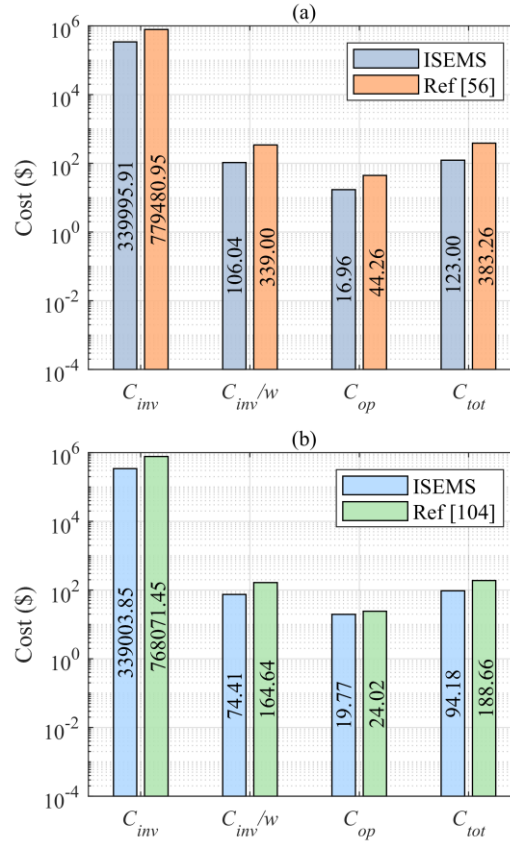 (a)
10^6
10^4
10^2
10^0
10^-2
10^-4
Cost ($)
ISEMS
Ref [56]
339995.91
779480.95
106.04
339.00
16.96
44.26
123.00
383.26
C_inv
C_inv/w
C_op
C_tot
(b)
10^6
10^4
10^2
10^0
10^-2
10^-4
Cost ($)
ISEMS
Ref [104]
339003.85
768071.45
74.41
164.64
19.77
24.02
94.18
188.66
C_inv
C_inv/w
C_op
C_tot